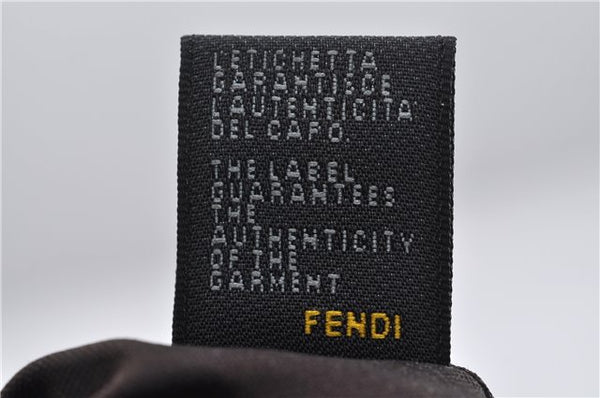 L'ETICHETTA
GARANTISCE
L'AUTENTICITA'
DEL CAPO.
THE LABEL
GUARANTEES
THE
AUTHENTICITY
OF THE
GARMENT
FENDI